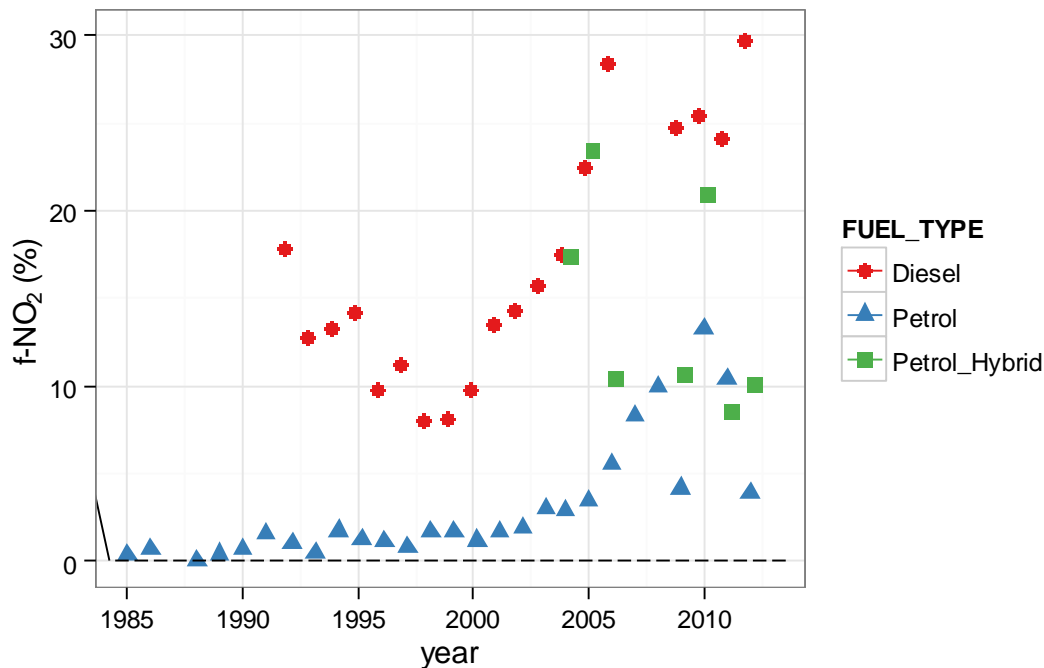 30
20
10
0
f-NO₂ (%)
1985 1990 1995 2000 2005 2010
year
FUEL_TYPE
Diesel
Petrol
Petrol_Hybrid